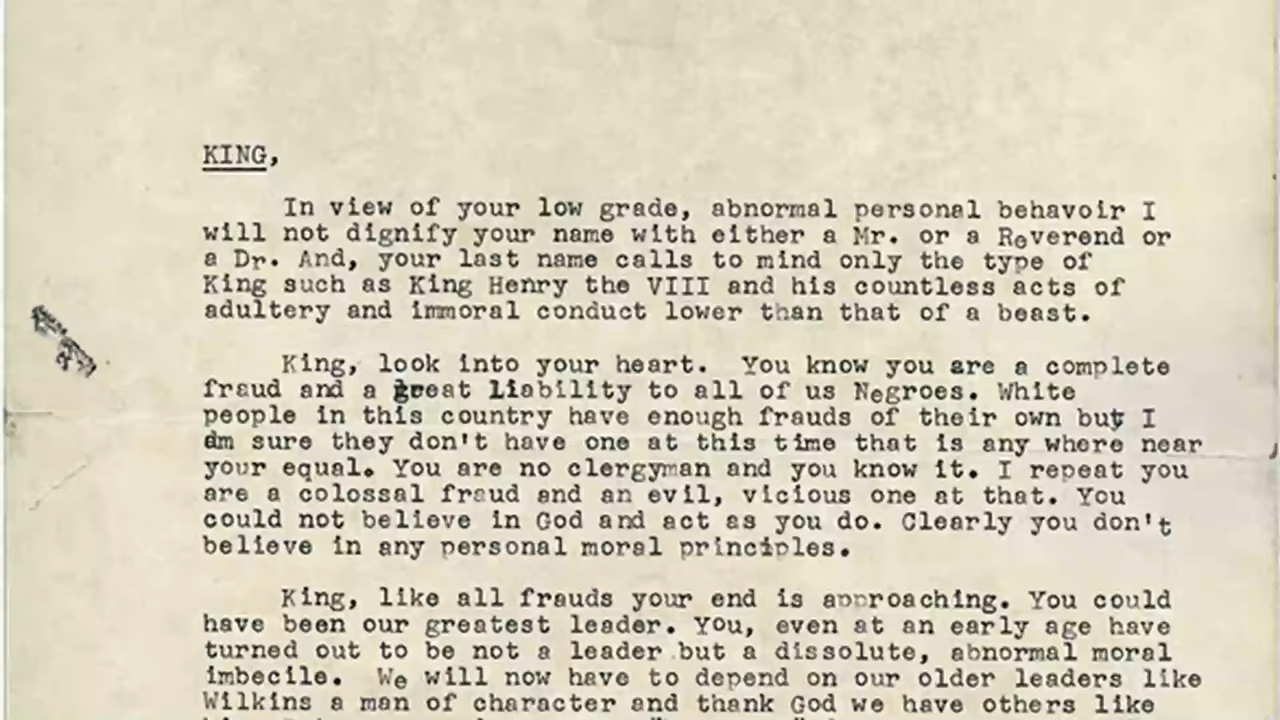 KING,
In view of your low grade, abnormal personal behavoir I
will not dignify your name with either a Mr. or a Reverend or
a Dr. And, your last name calls to mind only the type of
King such as King Henry the VIII and his countless acts of
adultery and immoral conduct lower than that of a beast.
King, look into your heart. You know you are a complete
fraud and a great liability to all of us Negroes. White
people in this country have enough frauds of their own but I
am sure they don't have one at this time that is any where near
your equal. You are no clergyman and you know it. I repeat you
are a colossal fraud and an evil, vicious one at that. You
could not believe in God and act as you do. Clearly you don't
believe in any personal moral principles.
King, like all frauds your end is approaching. You could
have been our greatest leader. You, even at an early age have
turned out to be not a leader but a dissolute, abnormal moral
imbecile. We will now have to depend on our older leaders like
Wilkins a man of character and thank God we have others like